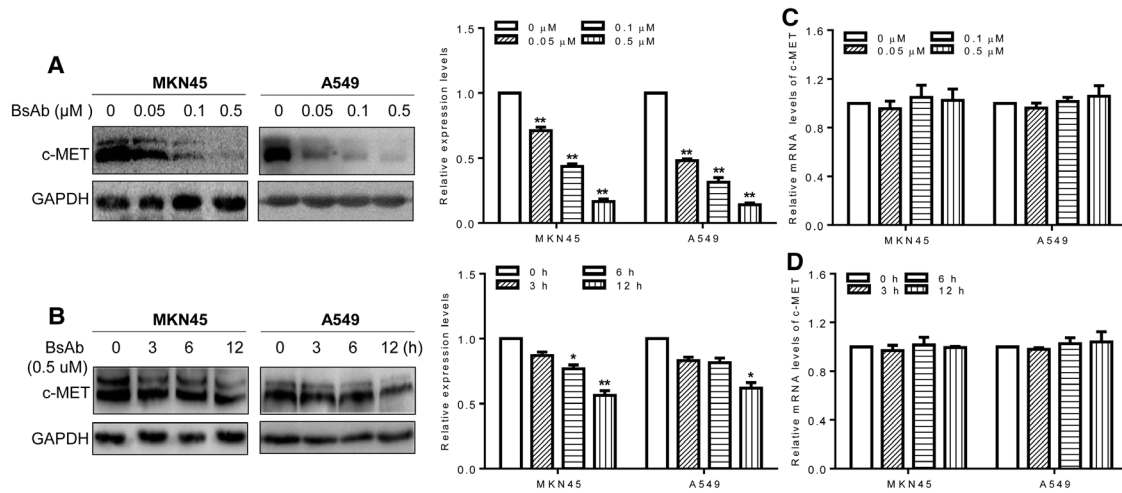 A
MKN45 A549
BsAb (μM) 0 0.05 0.1 0.5 0 0.05 0.1 0.5
c-MET
GAPDH
0 μM 0.1 μM
0.05 μM 0.5 μM
Relative expression levels
1.5
1.0
0.5
0.0
** ** ** ** ** **
MKN45 A549
C
0 μM 0.1 μM
0.05 μM 0.5 μM
Relative mRNA levels of c-MET
1.6
1.2
0.8
0.4
0.0
MKN45 A549
B
MKN45 A549
BsAb 0 3 6 12 0 3 6 12 (h)
(0.5 uM)
c-MET
GAPDH
0 h 6 h
3 h 12 h
Relative expression levels
1.5
1.0
0.5
0.0
* ** *
MKN45 A549
D
0 h 6 h
3 h 12 h
Relative mRNA levels of c-MET
1.6
1.2
0.8
0.4
0.0
MKN45 A549